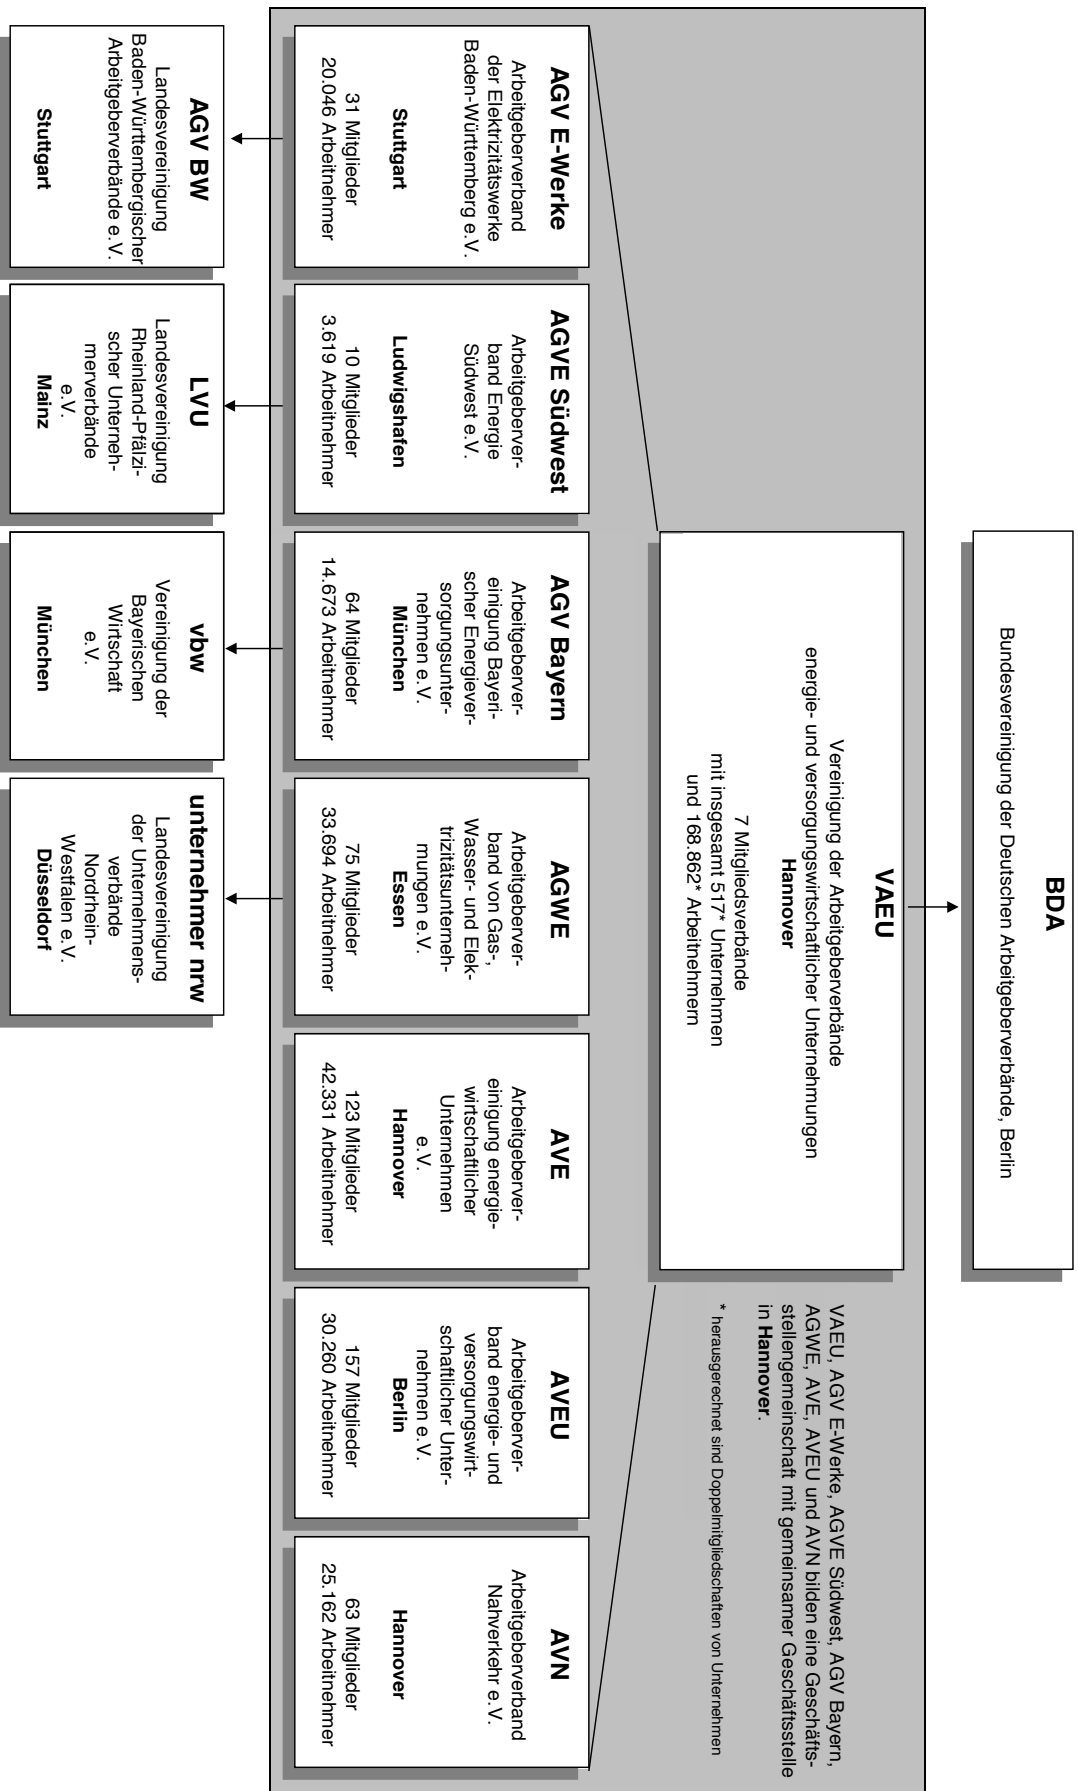 BDA
Bundesvereinigung der Deutschen Arbeitgeberverbände, Berlin
VAEU
Vereinigung der Arbeitgeberverbände
energie- und versorgungswirtschaftlicher Unternehmungen
Hannover
7 Mitgliedsverbände
mit insgesamt 517* Unternehmen
und 168.862* Arbeitnehmern
VAEU, AGV E-Werke, AGVE Südwest, AGV Bayern,
AGWE, AVE, AVEU und AVN bilden eine Geschäfts-
stellengemeinschaft mit gemeinsamer Geschäftsstelle
in Hannover.
* herausgerechnet sind Doppelmitgliedschaften von Unternehmen
AGV E-Werke
Arbeitgeberverband
der Elektrizitätswerke
Baden-Württemberg e.V.
Stuttgart
31 Mitglieder
20.046 Arbeitnehmer
AGVE Südwest
Arbeitgeberver-
band Energie
Südwest e.V.
Ludwigshafen
10 Mitglieder
3.619 Arbeitnehmer
AGV Bayern
Arbeitgeberver-
einigung Bayeri-
scher Energiever-
sorgungsunter-
nehmen e.V.
München
64 Mitglieder
14.673 Arbeitnehmer
AGWE
Arbeitgeberver-
band von Gas-,
Wasser- und Elek-
trizitätsunterneh-
mungen e.V.
Essen
75 Mitglieder
33.694 Arbeitnehmer
AVE
Arbeitgeberver-
einigung energie-
wirtschaftlicher
Unternehmen
e.V.
Hannover
123 Mitglieder
42.331 Arbeitnehmer
AVEU
Arbeitgeberver-
band energie- und
versorgungswirt-
schaftlicher Unter-
nehmen e.V.
Berlin
157 Mitglieder
30.260 Arbeitnehmer
AVN
Arbeitgeberverband
Nahverkehr e.V.
Hannover
63 Mitglieder
25.162 Arbeitnehmer
AGV BW
Landesvereinigung
Baden-Württembergischer
Arbeitgeberverbände e.V.
Stuttgart
LVU
Landesvereinigung
Rheinland-Pfälzi-
scher Unterneh-
merverbände
e.V.
Mainz
vbw
Vereinigung der
Bayerischen
Wirtschaft
e.V.
München
unternehmer nrw
Landesvereinigung
der Unternehmens-
verbände
Nordrhein-
Westfalen e.V.
Düsseldorf